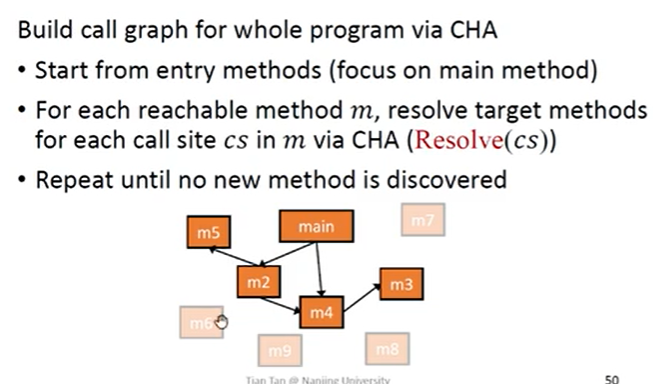 Build call graph for whole program via CHA
• Start from entry methods (focus on main method)
• For each reachable method m, resolve target methods
for each call site cs in m via CHA (Resolve(cs))
• Repeat until no new method is discovered
m5
main
m7
m2
m3
m6
m4
m9
m8
Tian Tan @ Nanjing University
50